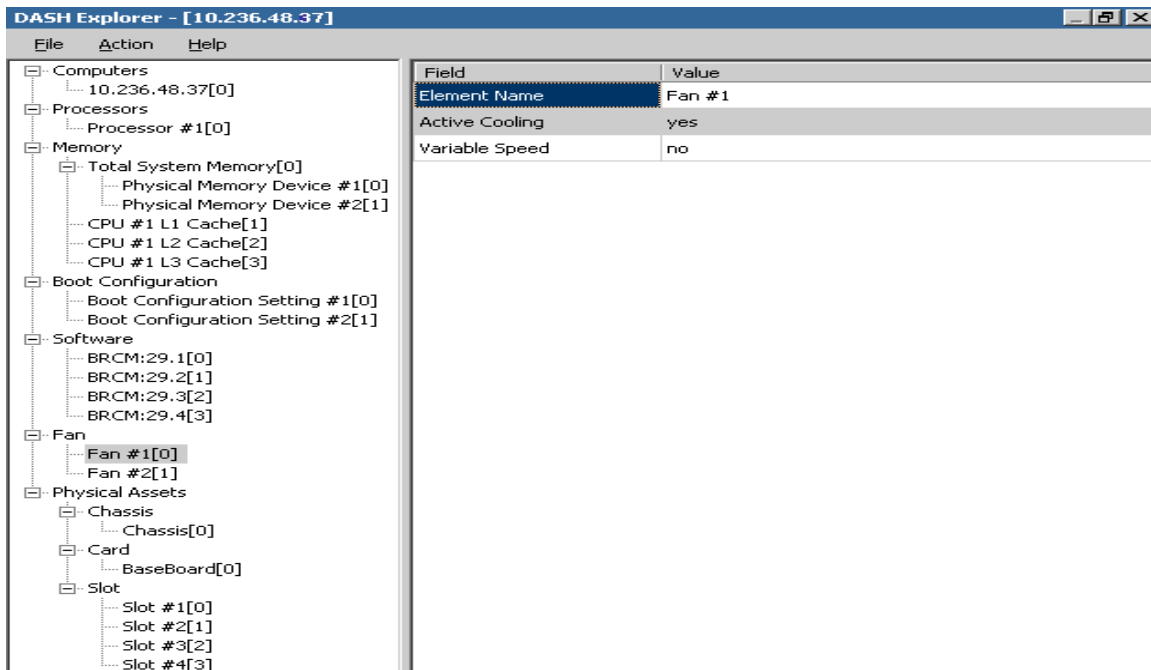 DASH Explorer - [10.236.48.37]
File Action Help
Computers
10.236.48.37[0]
Processors
Processor #1[0]
Memory
Total System Memory[0]
Physical Memory Device #1[0]
Physical Memory Device #2[1]
CPU #1 L1 Cache[1]
CPU #1 L2 Cache[2]
CPU #1 L3 Cache[3]
Boot Configuration
Boot Configuration Setting #1[0]
Boot Configuration Setting #2[1]
Software
BRCM:29.1[0]
BRCM:29.2[1]
BRCM:29.3[2]
BRCM:29.4[3]
Fan
Fan #1[0]
Fan #2[1]
Physical Assets
Chassis
Chassis[0]
Card
BaseBoard[0]
Slot
Slot #1[0]
Slot #2[1]
Slot #3[2]
Slot #4[3]
Field Value
Element Name Fan #1
Active Cooling yes
Variable Speed no